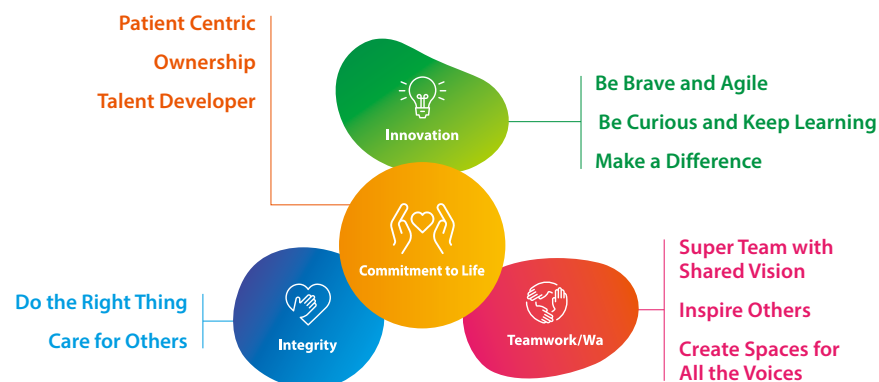 Patient Centric
Ownership
Talent Developer
Innovation
Be Brave and Agile
Be Curious and Keep Learning
Make a Difference
Commitment to Life
Do the Right Thing
Care for Others
Integrity
Teamwork/Wa
Super Team with
Shared Vision
Inspire Others
Create Spaces for
All the Voices